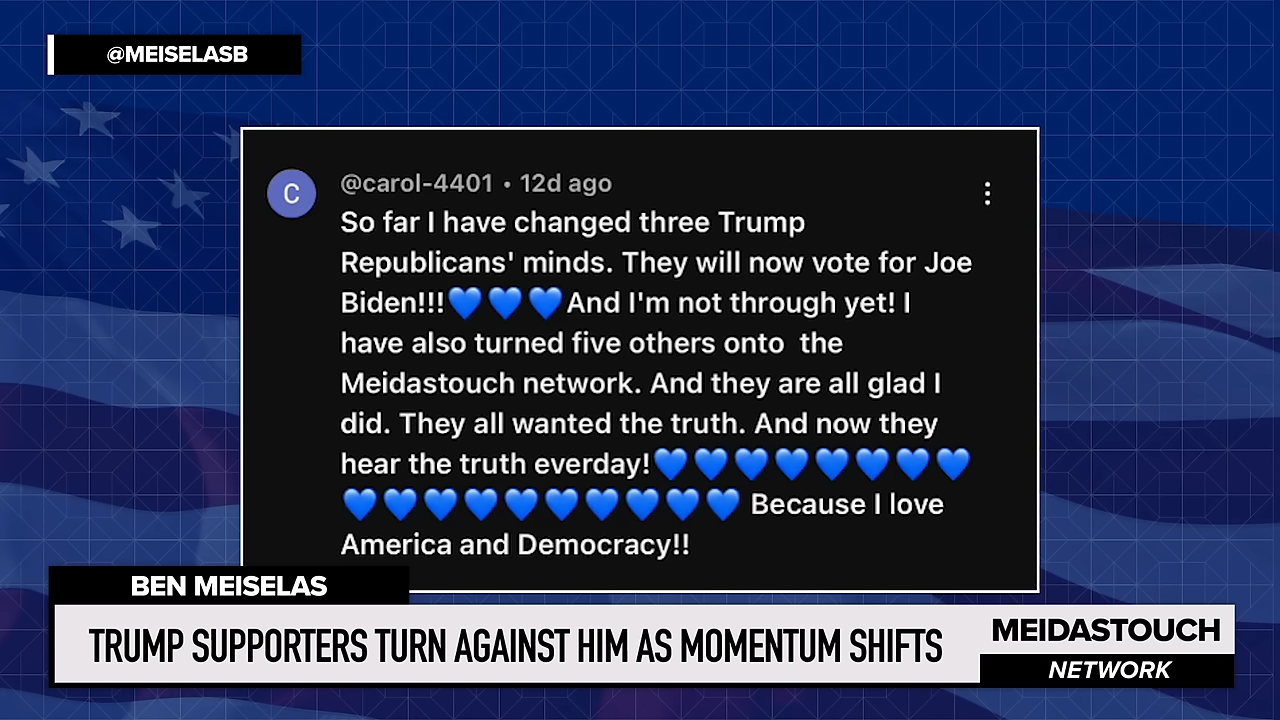 @MEISELASB
C
@carol-4401 • 12d ago
So far I have changed three Trump
Republicans' minds. They will now vote for Joe
Biden!!!💙💙💙And I'm not through yet! I
have also turned five others onto  the
Meidastouch network. And they are all glad I
did. They all wanted the truth. And now they
hear the truth everday!💙💙💙💙💙💙💙💙
💙💙💙💙💙💙💙💙💙💙 Because I love
America and Democracy!!
BEN MEISELAS
TRUMP SUPPORTERS TURN AGAINST HIM AS MOMENTUM SHIFTS
MEIDASTOUCH
NETWORK